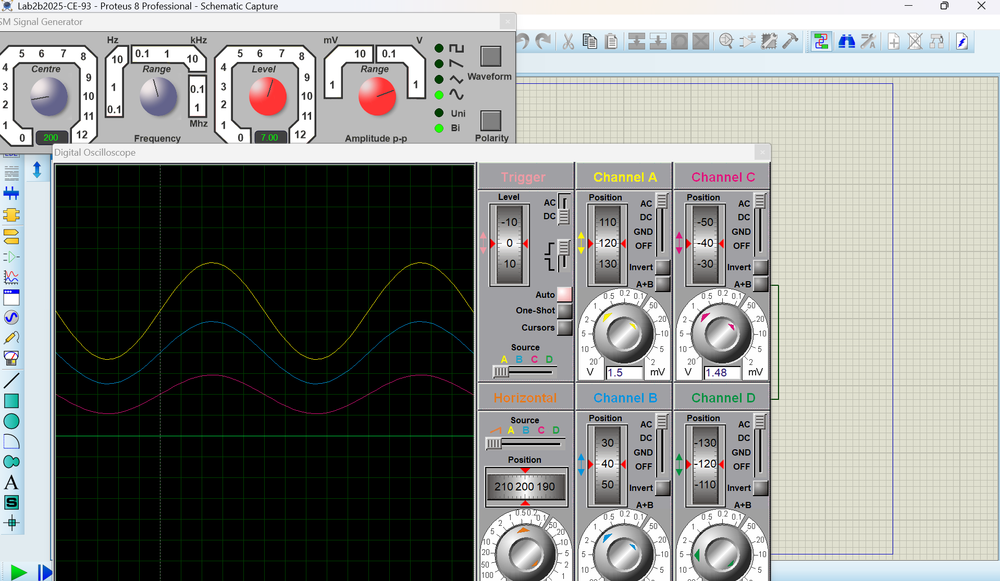 Lab2b2025-CE-93 - Proteus 8 Professional - Schematic Capture
SM Signal Generator
Hz kHz mV V
5 6 7 8 10 0.1 1 10 5 6 7 8 10 0.1
4 Centre 9 Range 4 Level 9 Range Waveform
3 10 1 0.1 3 10 1 1
2 11 0.1 1 2 11 Uni
1 12 Mhz 1 12 Bi
0 200 Frequency 0 7.00 Amplitude p-p Polarity
Digital Oscilloscope
Trigger
Level
AC
DC
-10
0
10
Auto
One-Shot
Cursors
Source
A B C D
Channel A
Position
AC
DC
GND
OFF
110
120
130
Invert
A+B
20 10 5 2 1 0.5 0.2 0.1 50 20 10 5 2
V 1.5 mV
Channel C
Position
AC
DC
GND
OFF
-50
-40
-30
Invert
A+B
20 10 5 2 1 0.5 0.2 0.1 50 20 10 5 2
V 1.48 mV
Horizontal
Source
A B C D
Position
210 200 190
100 50 20 10 5 2 1 0.5 0.2 0.1 50 20 10 5 2 1
Channel B
Position
AC
DC
GND
OFF
30
40
50
Invert
A+B
10 5 2 1 0.5 0.2 0.1 50 20 10 5
Channel D
Position
AC
DC
GND
OFF
-130
-120
-110
Invert
A+B
10 5 2 1 0.5 0.2 0.1 50 20 10 5
A
S